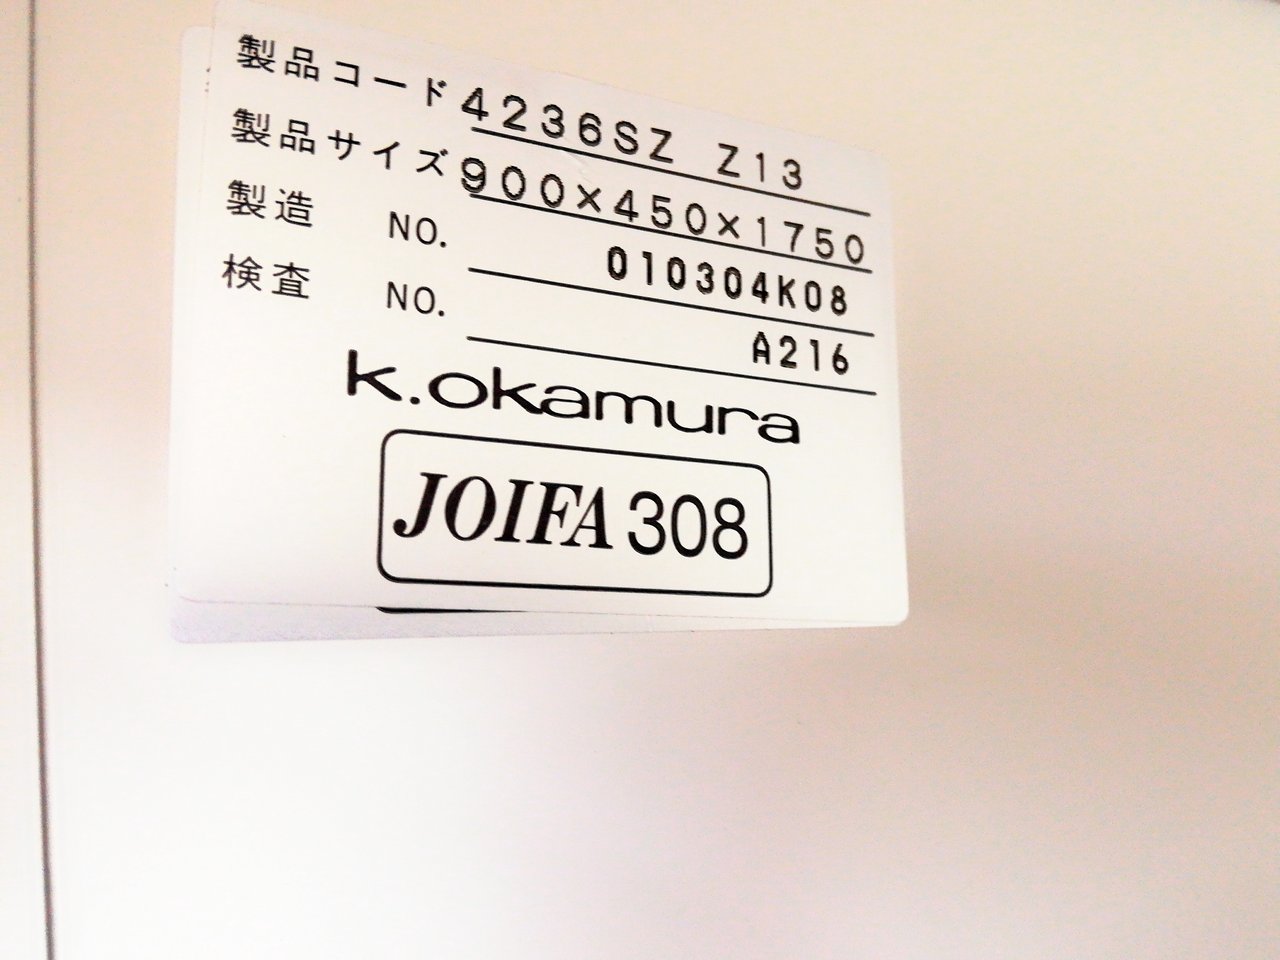 製品コード 4236SZ Z13
製品サイズ 900×450×1750
製造 NO. 010304K08
検査 NO. A216
k.okamura
JOIFA 308